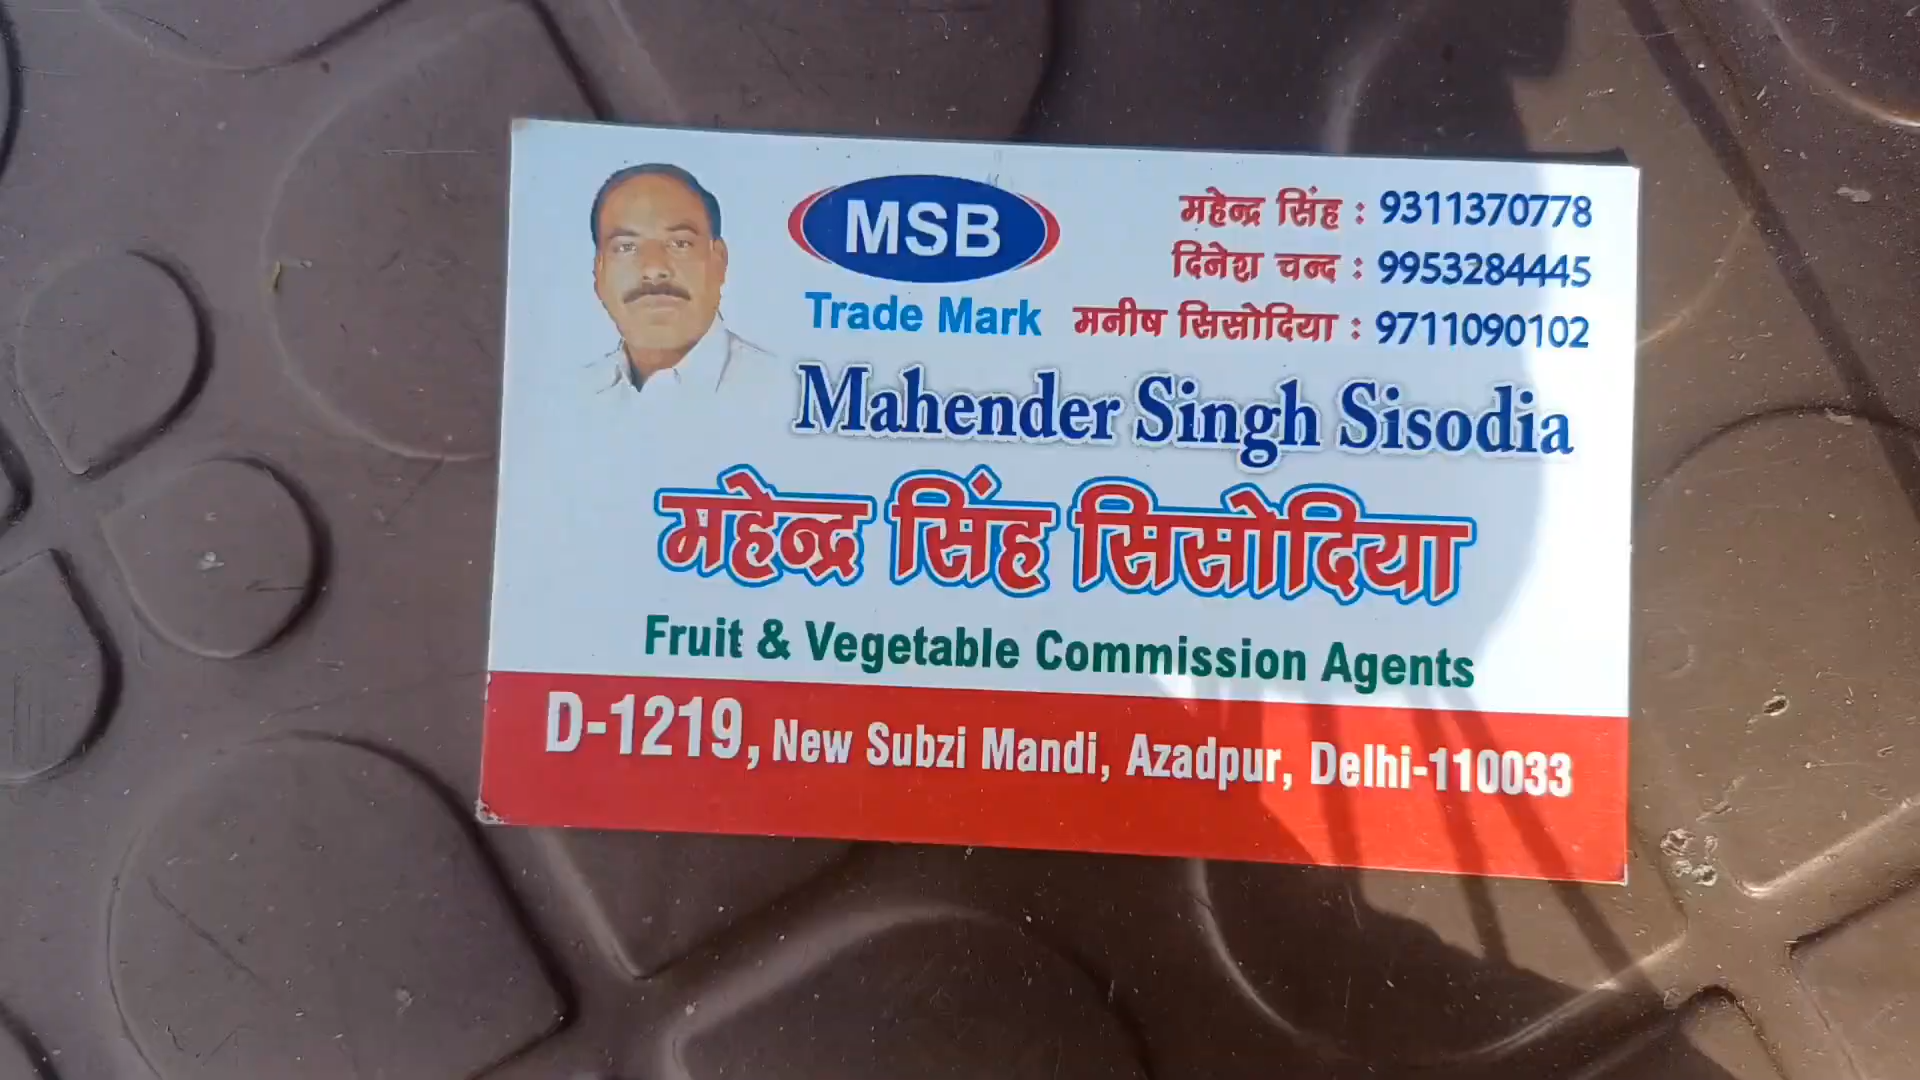 MSB
Trade Mark
महेन्द्र सिंह : 9311370778
दिनेश चन्द : 9953284445
मनीष सिसोदिया : 9711090102
Mahender Singh Sisodia
महेन्द्र सिंह सिसोदिया
Fruit & Vegetable Commission Agents
D-1219, New Subzi Mandi, Azadpur, Delhi-110033